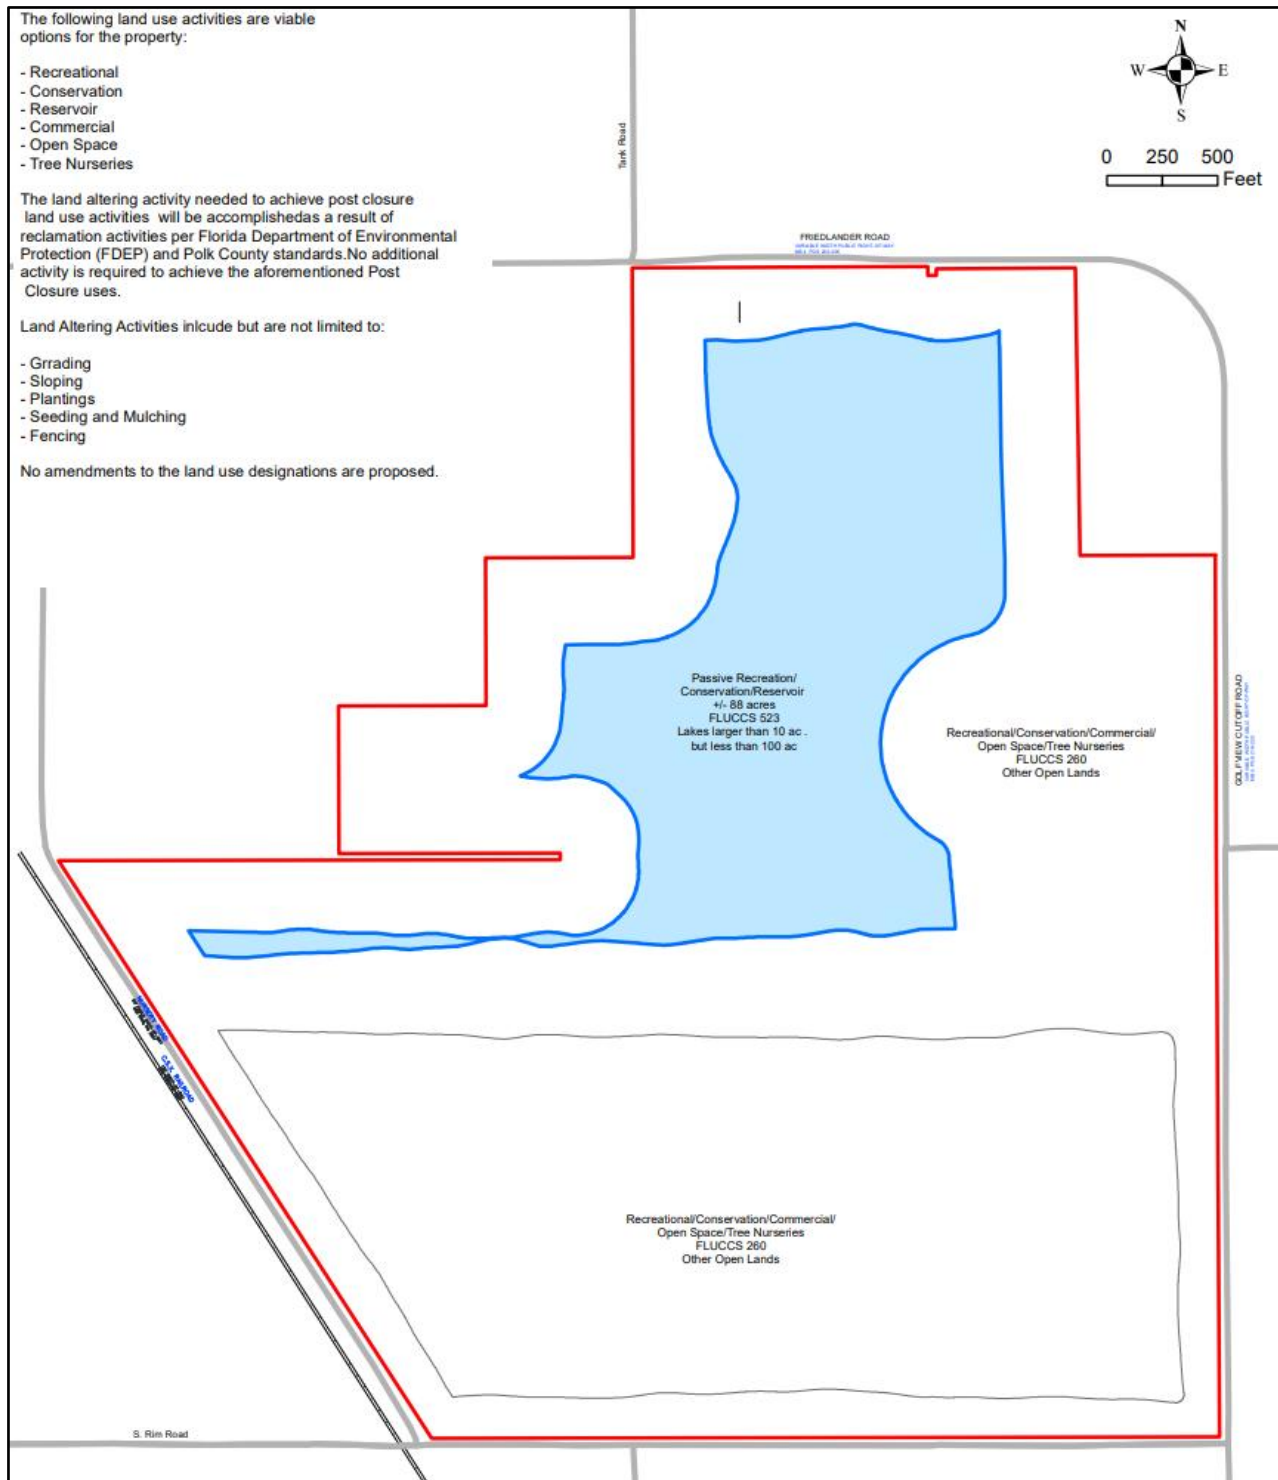 The following land use activities are viable
options for the property:
- Recreational
- Conservation
- Reservoir
- Commercial
- Open Space
- Tree Nurseries
The land altering activity needed to achieve post closure
land use activities will be accomplishedas a result of
reclamation activities per Florida Department of Environmental
Protection (FDEP) and Polk County standards.No additional
activity is required to achieve the aforementioned Post
Closure uses.
Land Altering Activities inlcude but are not limited to:
- Grrading
- Sloping
- Plantings
- Seeding and Mulching
- Fencing
No amendments to the land use designations are proposed.
N
W E
S
0 250 500
Feet
Tank Road
FRIEDLANDER ROAD
Passive Recreation/
Conservation/Reservoir
+/- 88 acres
FLUCCS 523
Lakes larger than 10 ac .
but less than 100 ac
Recreational/Conservation/Commercial/
Open Space/Tree Nurseries
FLUCCS 260
Other Open Lands
GOLFVIEW CUTOFF ROAD
C.S.X. RAILROAD
Recreational/Conservation/Commercial/
Open Space/Tree Nurseries
FLUCCS 260
Other Open Lands
S. Rim Road